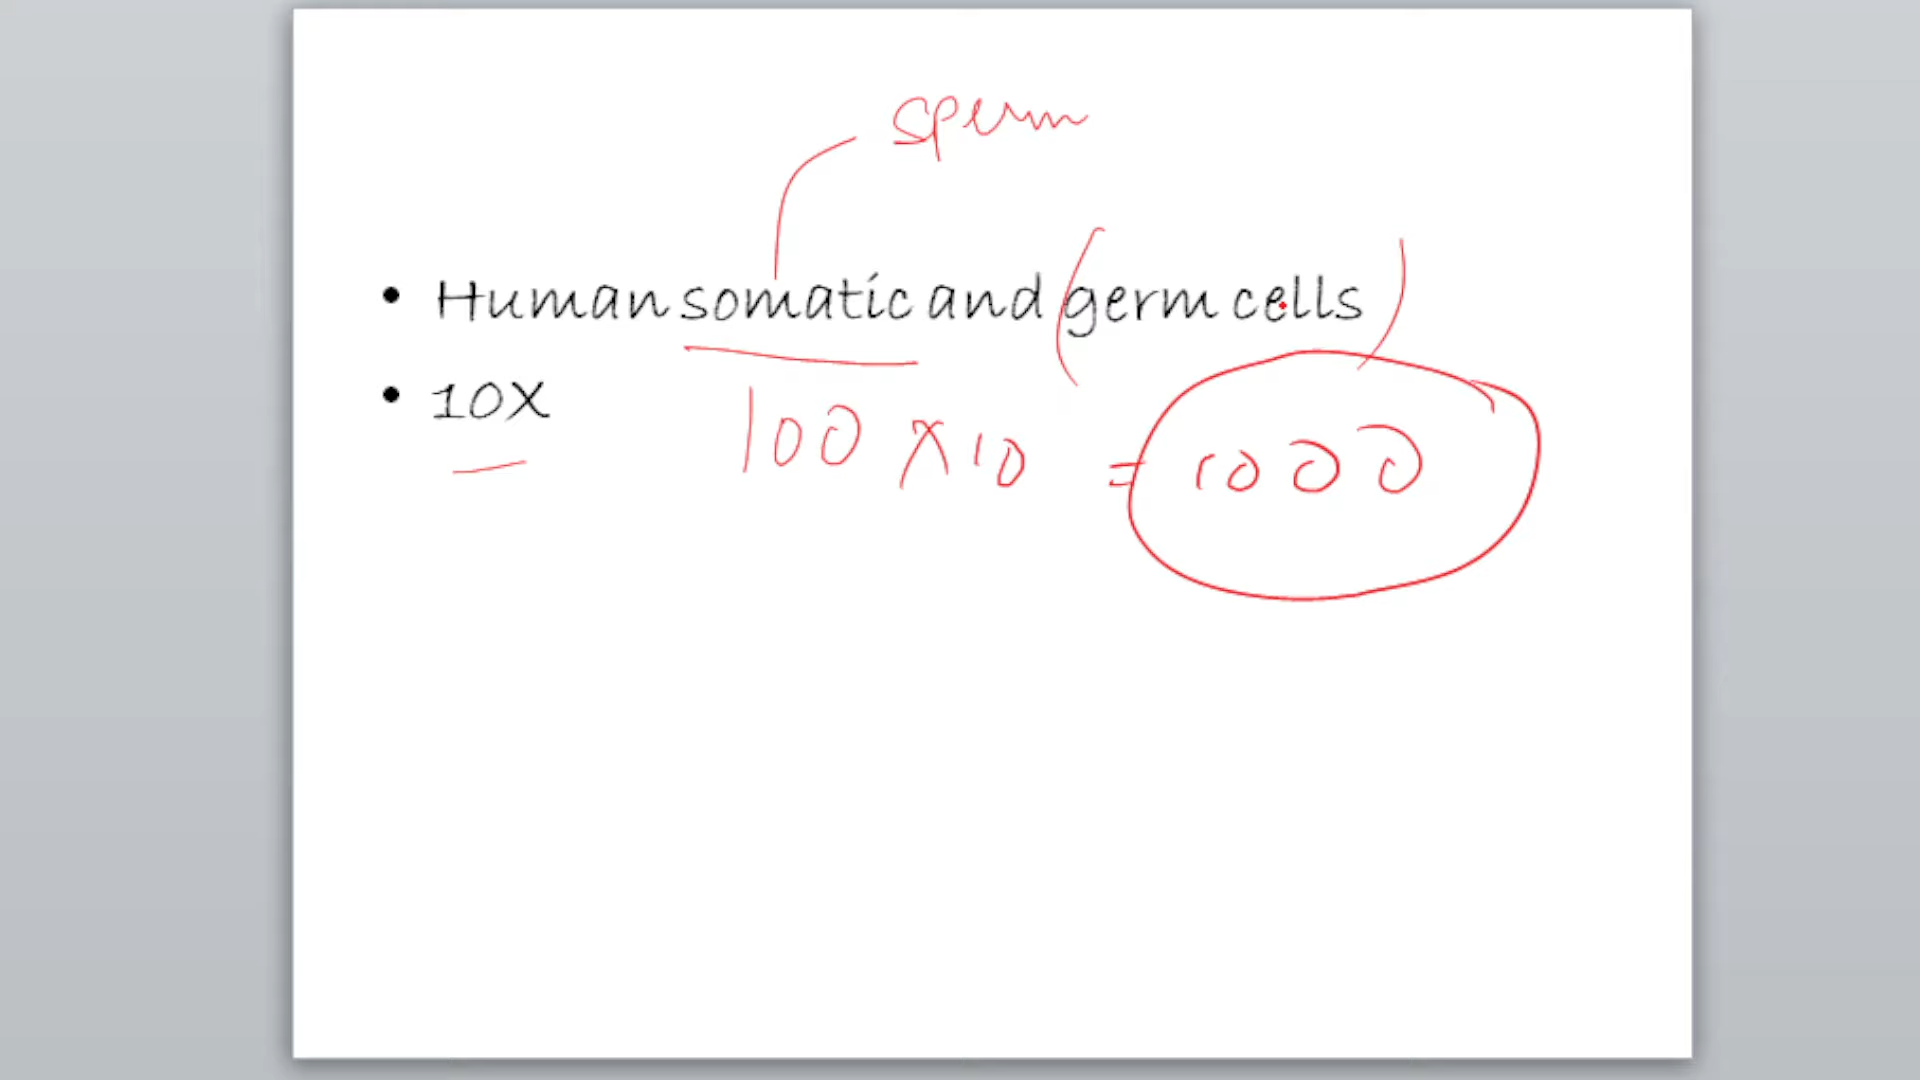 sperm
• Human somatic and (germ cells)
• 10X
100 x 10 = 1000